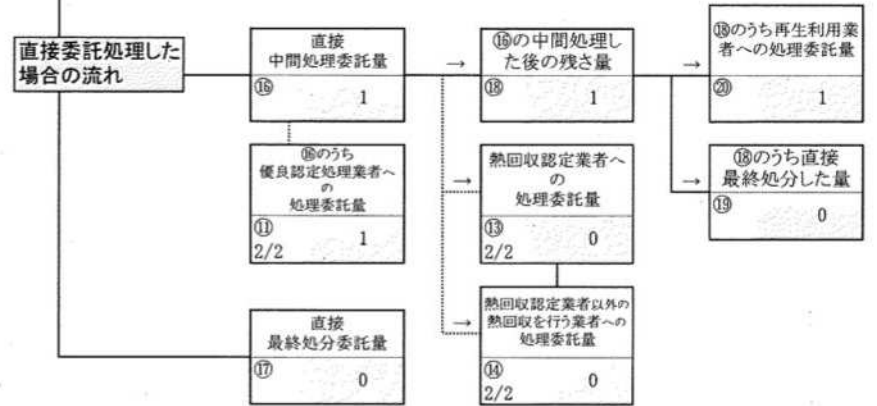 直接委託処理した
場合の流れ
直接
中間処理委託量
⑯
1
→
⑯の中間処理し
た後の残さ量
⑱
1
→
⑱のうち再生利用業
者への処理委託量
⑳
1
⑯のうち
優良認定処理業者へ
の
処理委託量
⑪
2/2
1
→
熱回収認定業者へ
の
処理委託量
⑬
2/2
0
→
⑱のうち直接
最終処分した量
⑲
0
直接
最終処分委託量
⑰
0
→
熱回収認定業者以外の
熱回収を行う業者への
処理委託量
⑭
2/2
0